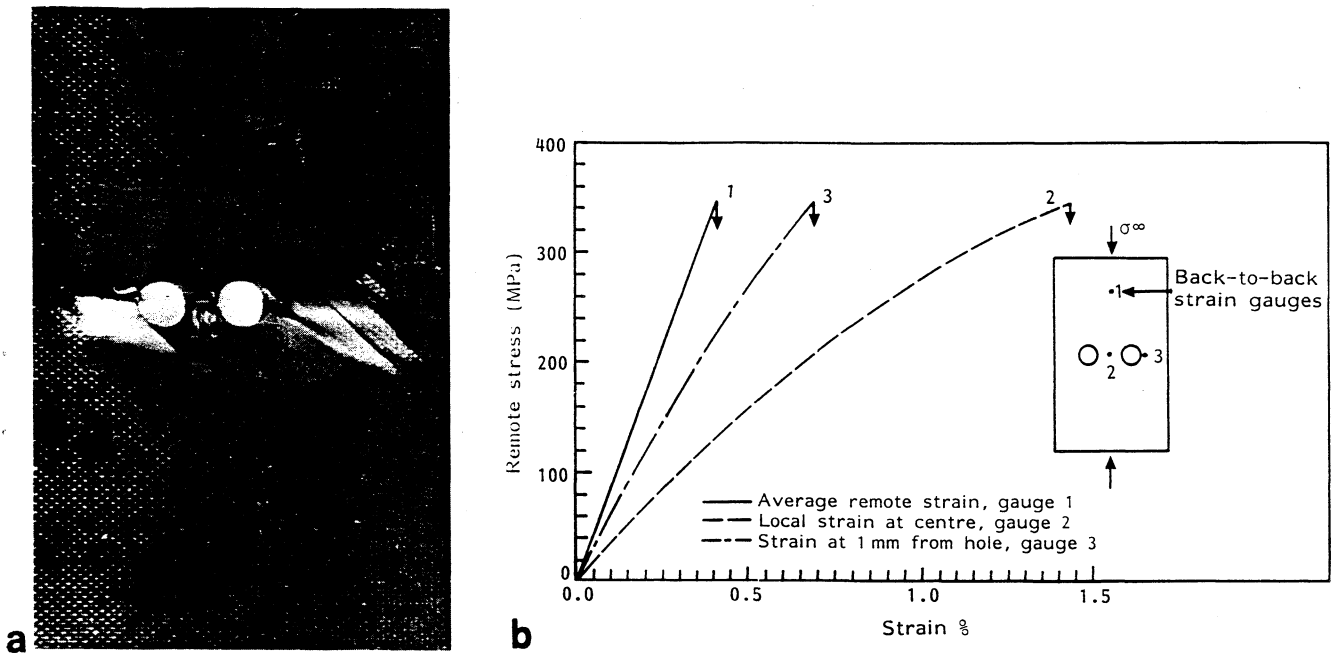 a
b
400
300
200
100
0
Remote stress (MPa)
0.0
0.5
1.0
1.5
Strain %
1
3
2
σ∞
1
Back-to-back
strain gauges
2
3
Average remote strain, gauge 1
Local strain at centre, gauge 2
Strain at 1 mm from hole, gauge 3